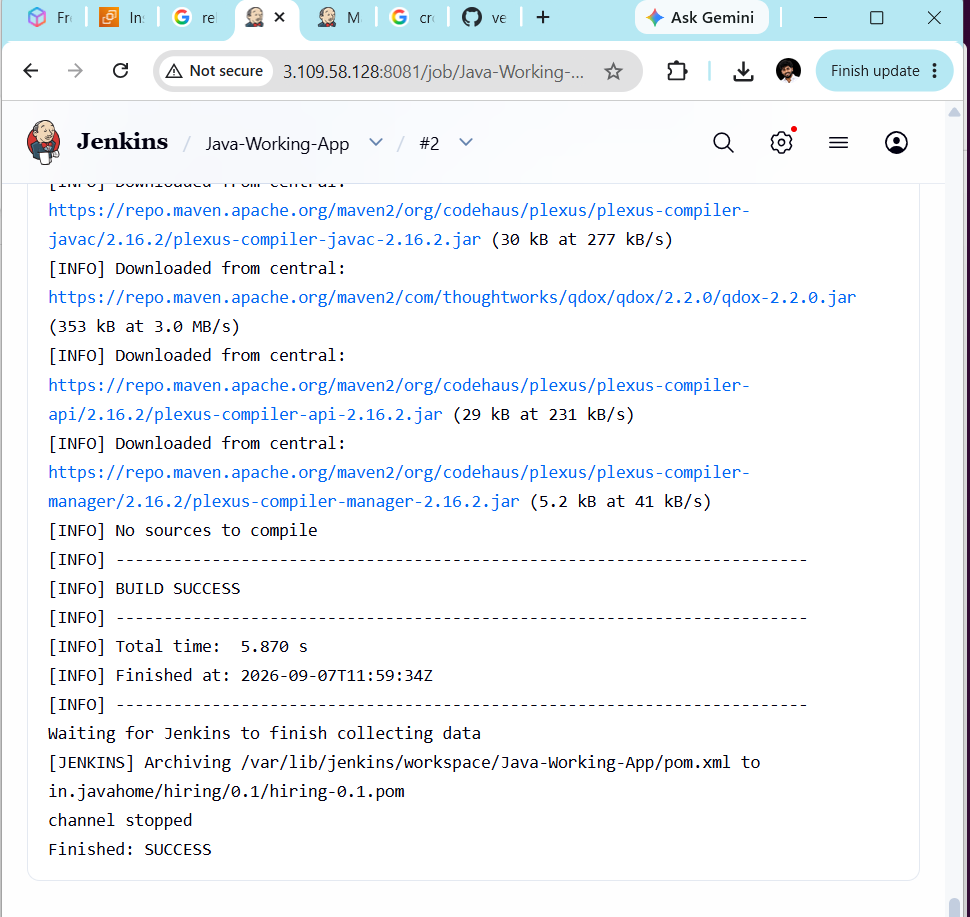 Fr
In
re
M
cr
ve
Ask Gemini
Not secure
3.109.58.128:8081/job/Java-Working-...
Finish update
Jenkins / Java-Working-App / #2
[INFO] Downloaded from central:
https://repo.maven.apache.org/maven2/org/codehaus/plexus/plexus-compiler-
javac/2.16.2/plexus-compiler-javac-2.16.2.jar (30 kB at 277 kB/s)
[INFO] Downloaded from central:
https://repo.maven.apache.org/maven2/com/thoughtworks/qdox/qdox/2.2.0/qdox-2.2.0.jar
(353 kB at 3.0 MB/s)
[INFO] Downloaded from central:
https://repo.maven.apache.org/maven2/org/codehaus/plexus/plexus-compiler-
api/2.16.2/plexus-compiler-api-2.16.2.jar (29 kB at 231 kB/s)
[INFO] Downloaded from central:
https://repo.maven.apache.org/maven2/org/codehaus/plexus/plexus-compiler-
manager/2.16.2/plexus-compiler-manager-2.16.2.jar (5.2 kB at 41 kB/s)
[INFO] No sources to compile
[INFO] ------------------------------------------------------------------------
[INFO] BUILD SUCCESS
[INFO] ------------------------------------------------------------------------
[INFO] Total time:  5.870 s
[INFO] Finished at: 2026-09-07T11:59:34Z
[INFO] ------------------------------------------------------------------------
Waiting for Jenkins to finish collecting data
[JENKINS] Archiving /var/lib/jenkins/workspace/Java-Working-App/pom.xml to
in.javahome/hiring/0.1/hiring-0.1.pom
channel stopped
Finished: SUCCESS